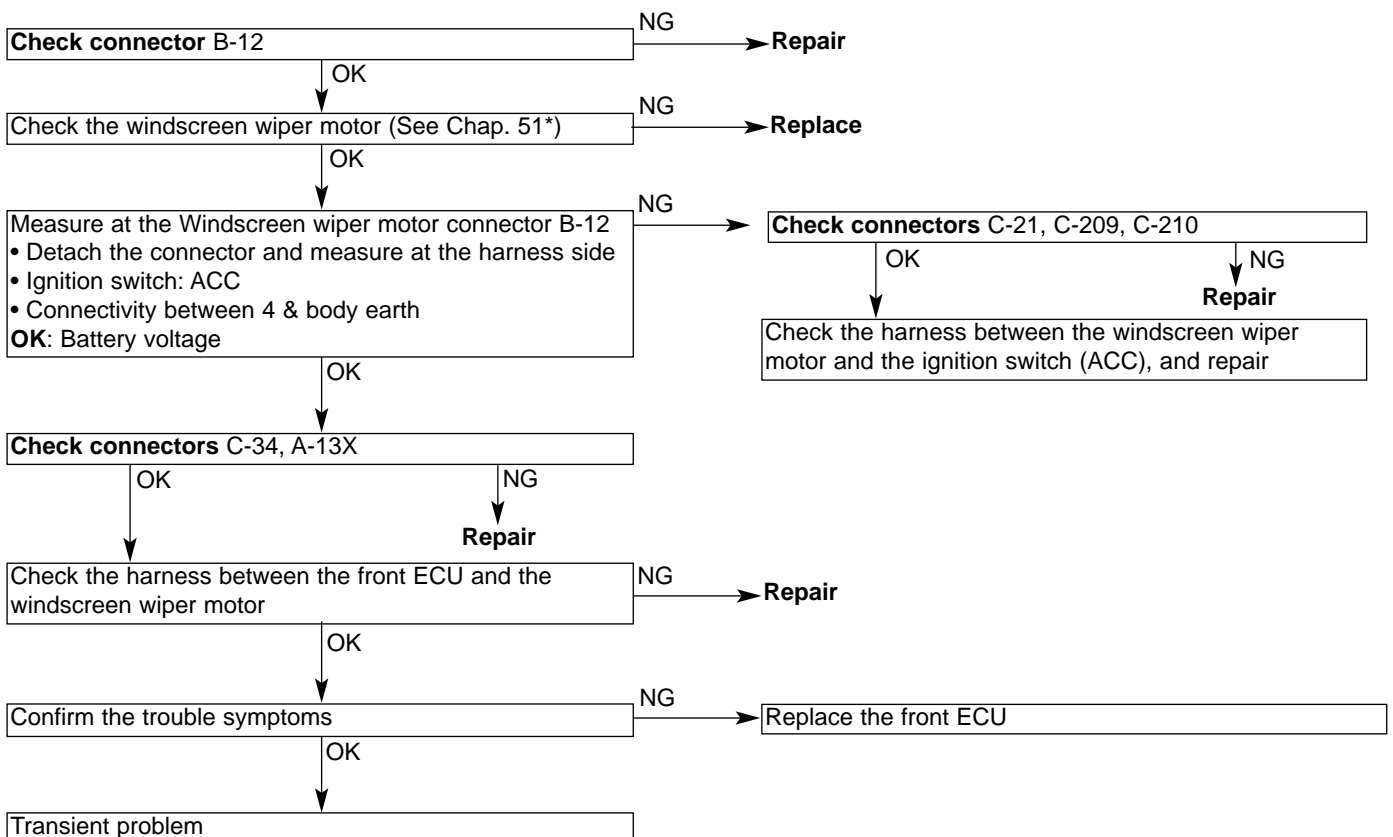 NG
Check connector B-12
Repair
OK
NG
Check the windscreen wiper motor (See Chap. 51*)
Replace
OK
NG
Measure at the Windscreen wiper motor connector B-12
• Detach the connector and measure at the harness side
• Ignition switch: ACC
• Connectivity between 4 & body earth
OK: Battery voltage
Check connectors C-21, C-209, C-210
OK
NG
Repair
Check the harness between the windscreen wiper
motor and the ignition switch (ACC), and repair
OK
Check connectors C-34, A-13X
OK
NG
Repair
Check the harness between the front ECU and the
windscreen wiper motor
NG
Repair
OK
NG
Confirm the trouble symptoms
Replace the front ECU
OK
Transient problem